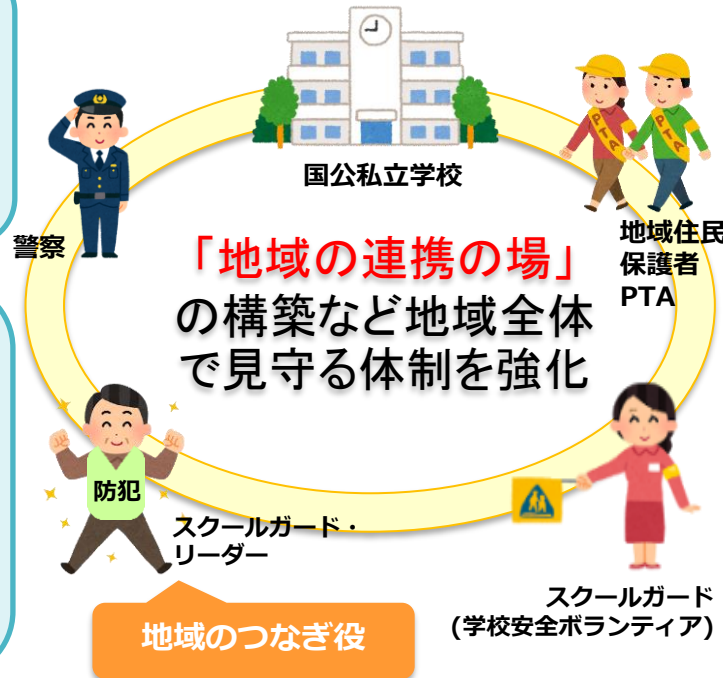 国公私立学校
警察
PTA
PTA
地域住民
保護者
PTA
「地域の連携の場」
の構築など地域全体
で見守る体制を強化
防犯
スクールガード・
リーダー
地域のつなぎ役
スクールガード
(学校安全ボランティア)